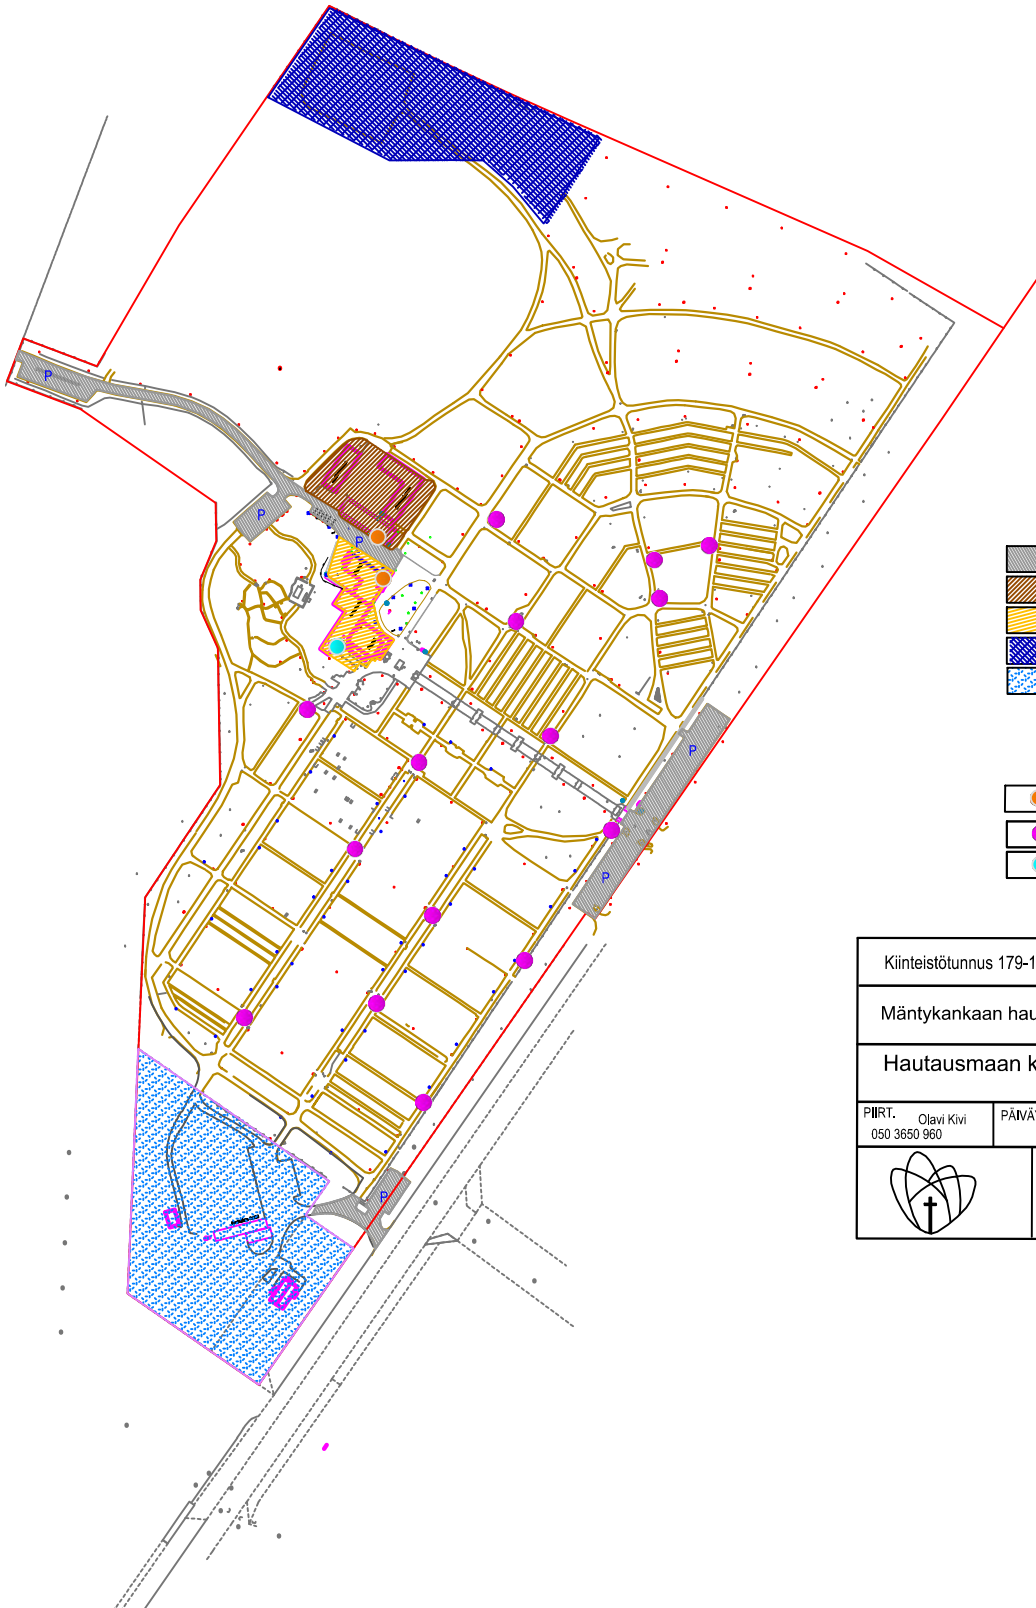 P
P
P
P
P
P
Kiinteistötunnus 179-1
Mäntykankaan hau
Hautausmaan k
PIIRT. Olavi Kivi
050 3650 960
PÄIVÄ